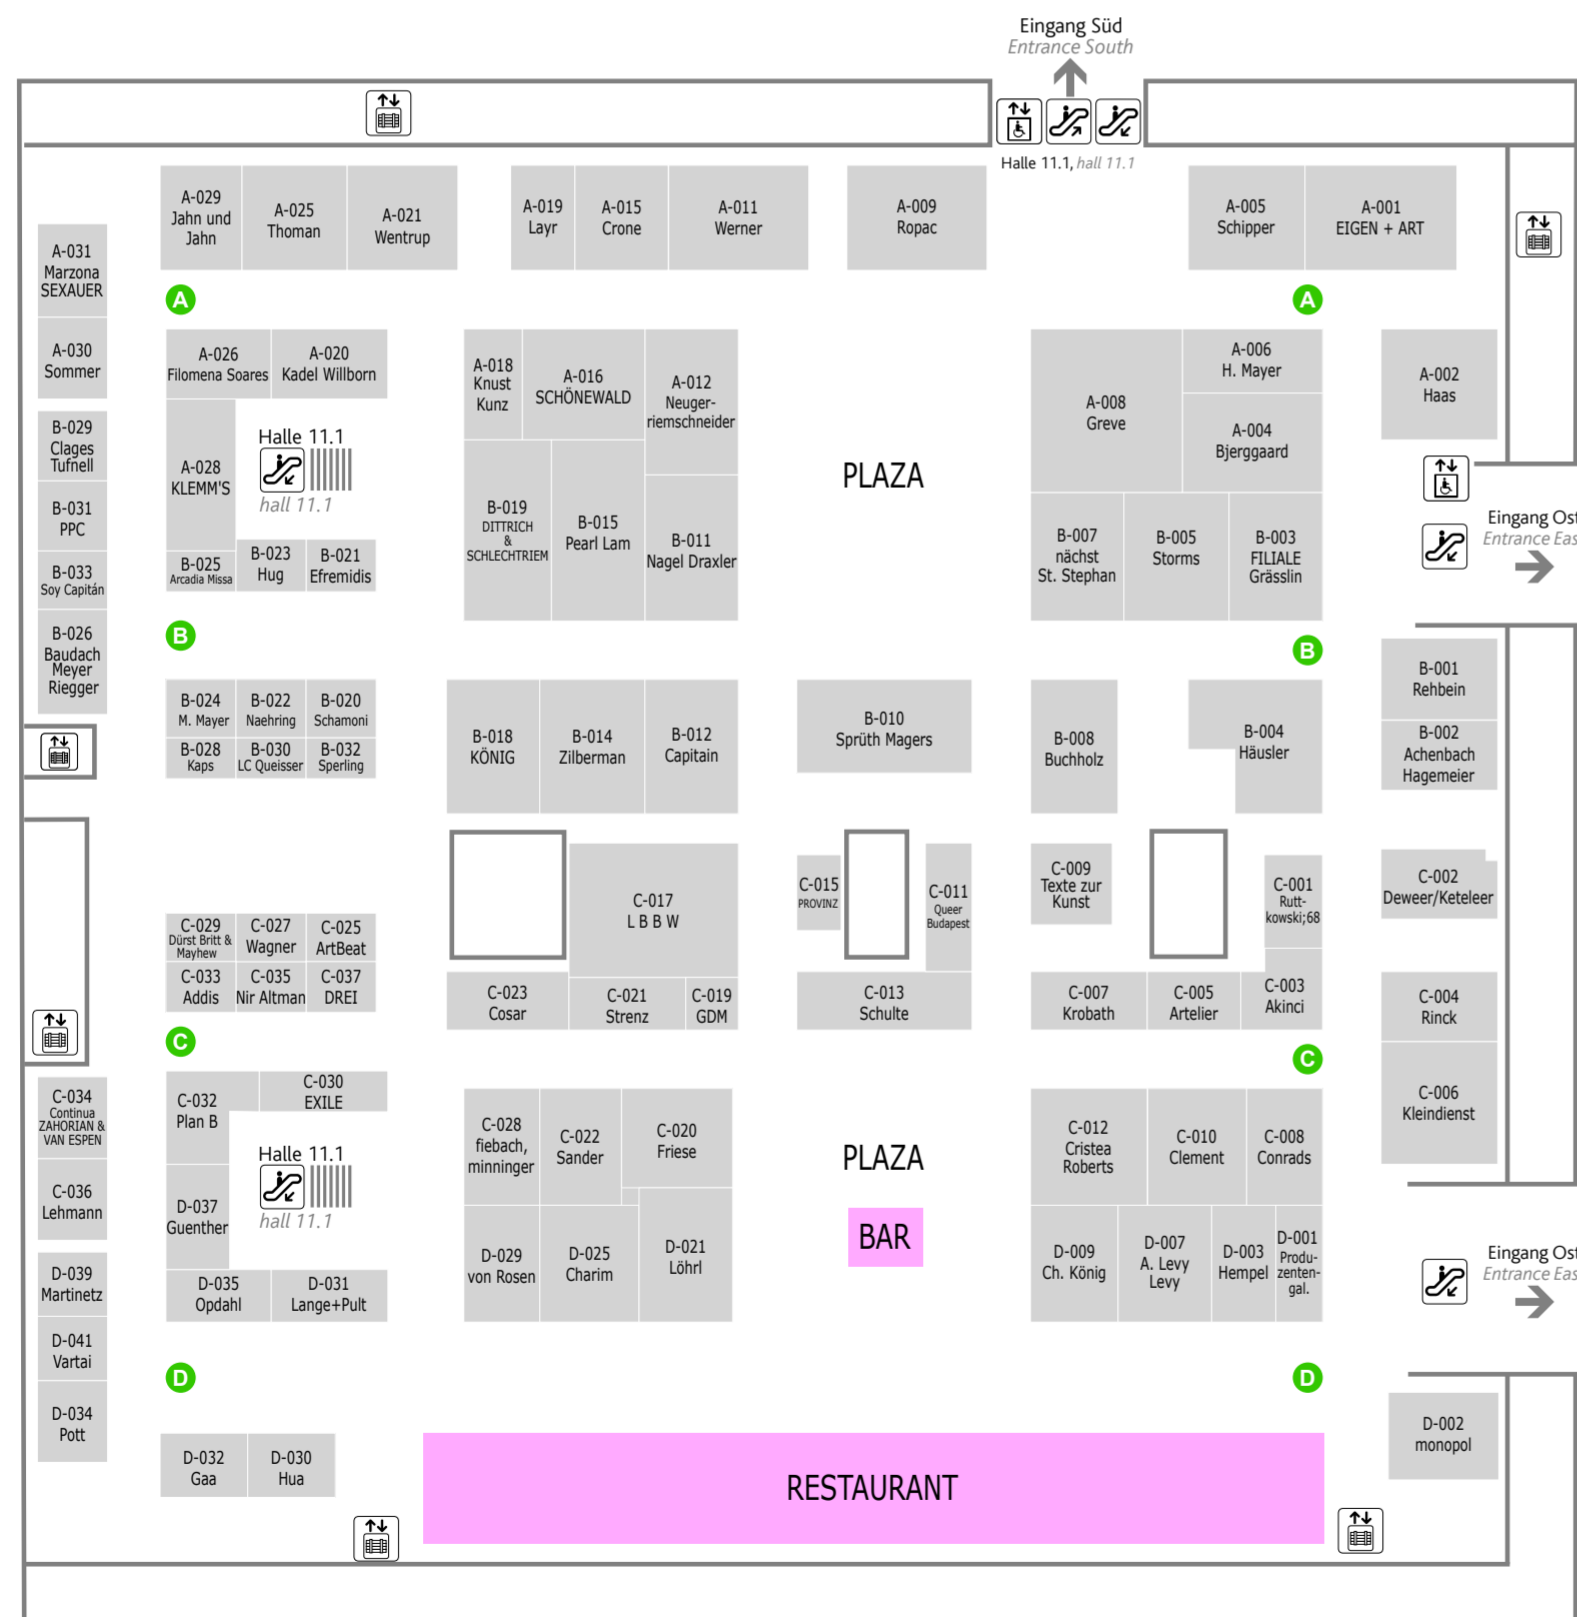 Eingang Süd
Entrance South
Halle 11.1, hall 11.1
A-029
Jahn und
Jahn
A-025
Thoman
A-021
Wentrup
A-019
Layr
A-015
Crone
A-011
Werner
A-009
Ropac
A-005
Schipper
A-001
EIGEN + ART
A-031
Marzona
SEXAUER
A-030
Sommer
A
A
A-026
Filomena Soares
A-020
Kadel Willborn
A-028
KLEMM'S
Halle 11.1
hall 11.1
A-018
Knust
Kunz
A-016
SCHÖNEWALD
A-012
Neuger-
riemschneider
PLAZA
A-008
Greve
A-006
H. Mayer
A-004
Bjerggaard
A-002
Haas
B-029
Clages
Tufnell
B-031
PPC
B-033
Soy Capitán
B-026
Baudach
Meyer
Riegger
B-025
Arcadia Missa
B-023
Hug
B-021
Efremidis
B-019
DITTRICH
&
SCHLECHTRIEM
B-015
Pearl Lam
B-011
Nagel Draxler
B-007
nächst
St. Stephan
B-005
Storms
B-003
FILIALE
Grässlin
Eingang Ost
Entrance Eas
B
B
B-024
M. Mayer
B-022
Naehring
B-020
Schamoni
B-028
Kaps
B-030
LC Queisser
B-032
Sperling
B-018
KÖNIG
B-014
Zilberman
B-012
Capitain
B-010
Sprüth Magers
B-008
Buchholz
B-004
Häusler
B-001
Rehbein
B-002
Achenbach
Hagemeier
C-017
L B B W
C-015
PROVINZ
C-011
Queer
Budapest
C-009
Texte zur
Kunst
C-001
Rutt-
kowski;68
C-002
Deweer/Keteleer
C-029
Dürst Britt &
Mayhew
C-027
Wagner
C-025
ArtBeat
C-033
Addis
C-035
Nir Altman
C-037
DREI
C-023
Cosar
C-021
Strenz
C-019
GDM
C-013
Schulte
C-007
Krobath
C-005
Artelier
C-003
Akinci
C-004
Rinck
C-006
Kleindienst
C
C
C-034
Continua
ZAHORIAN &
VAN ESPEN
C-036
Lehmann
C-032
Plan B
C-030
EXILE
Halle 11.1
hall 11.1
C-028
fiebach,
minninger
C-022
Sander
C-020
Friese
PLAZA
BAR
C-012
Cristea
Roberts
C-010
Clement
C-008
Conrads
D-037
Guenther
D-035
Opdahl
D-031
Lange+Pult
D-029
von Rosen
D-025
Charim
D-021
Löhrl
D-009
Ch. König
D-007
A. Levy
Levy
D-003
Hempel
D-001
Produ-
zenten-
gal.
Eingang Ost
Entrance Eas
D-039
Martinetz
D-041
Vartai
D-034
Pott
D
D
D-032
Gaa
D-030
Hua
RESTAURANT
D-002
monopol